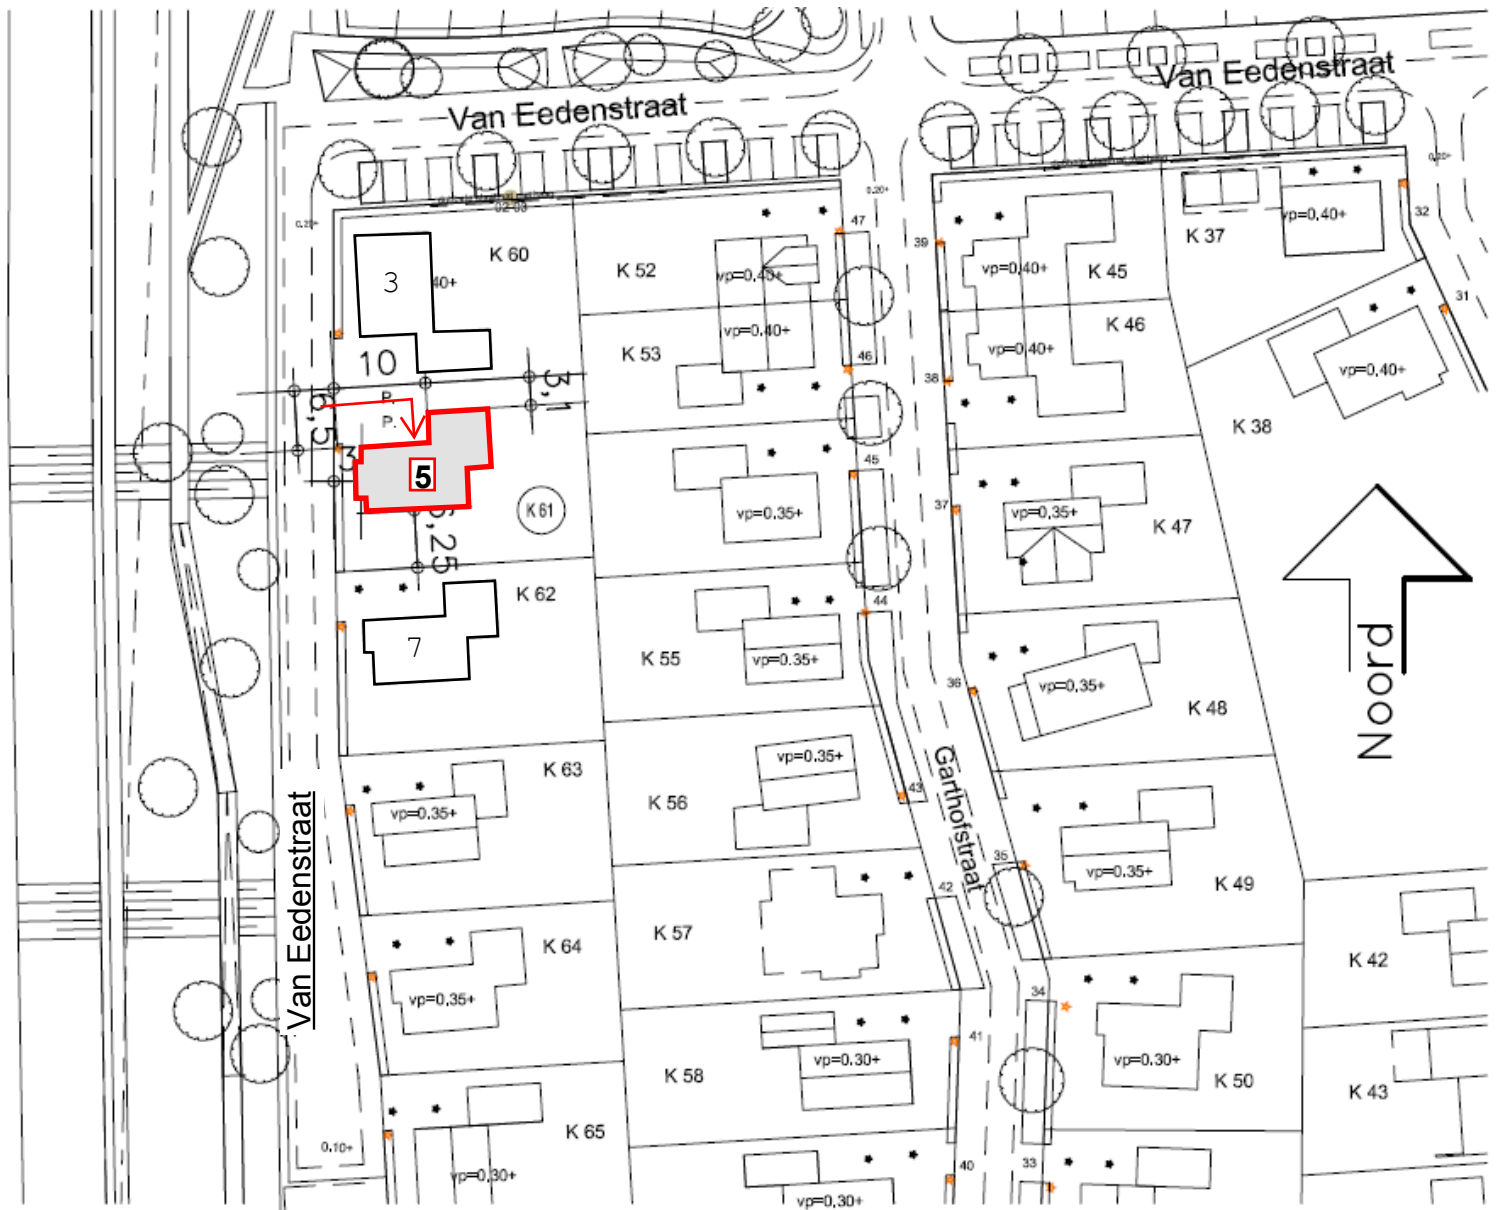 Van Eedenstraat
Van Eedenstraat
0.20+
0.20+
32
K 60
K 52
47
39
K 45
K 37
vp=0.40+
3
40+
vp=0.40+
vp=0.40+
31
K 53
vp=0.40+
46
vp=0.40+
K 46
10
3,1
38
vp=0.40+
P.
P.
6,5
K 38
3
5
K 61
45
37
vp=0.35+
vp=0.35+
K 47
6,25
K 62
44
7
K 55
vp=0.35+
36
vp=0.35+
K 48
Noord
K 63
vp=0.35+
vp=0.35+
K 56
43
Garthofstraat
Van Eedenstraat
35
vp=0.35+
K 49
42
K 57
K 64
vp=0.35+
34
K 42
41
K 58
vp=0.30+
vp=0.30+
K 50
K 43
K 65
0.10+
vp=0.30+
40
33
vp=0.30+